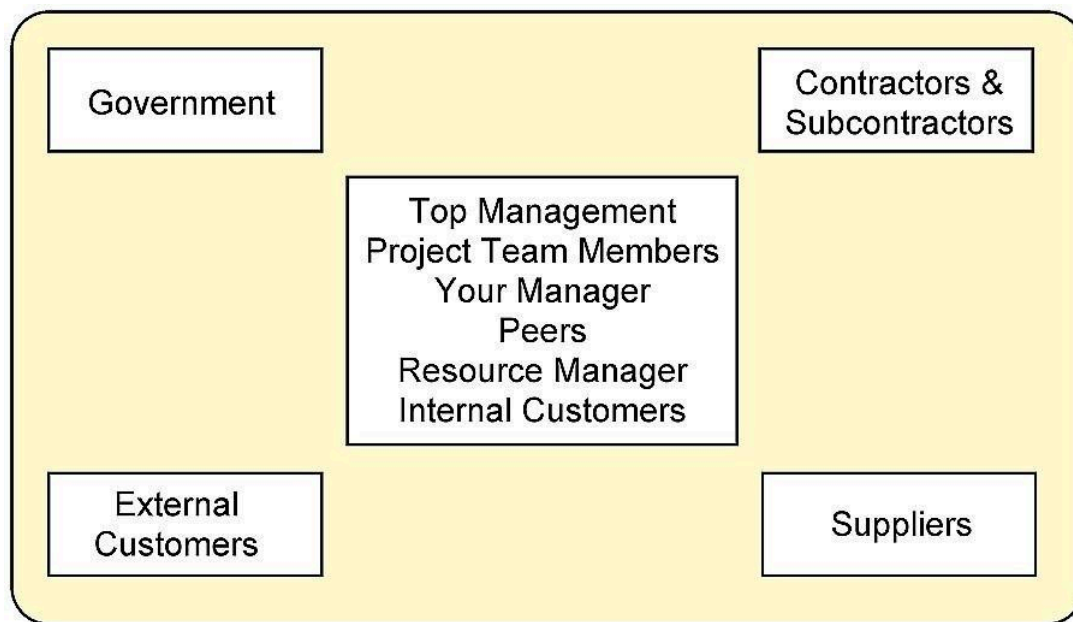 Government
Contractors &
Subcontractors
Top Management
Project Team Members
Your Manager
Peers
Resource Manager
Internal Customers
External
Customers
Suppliers